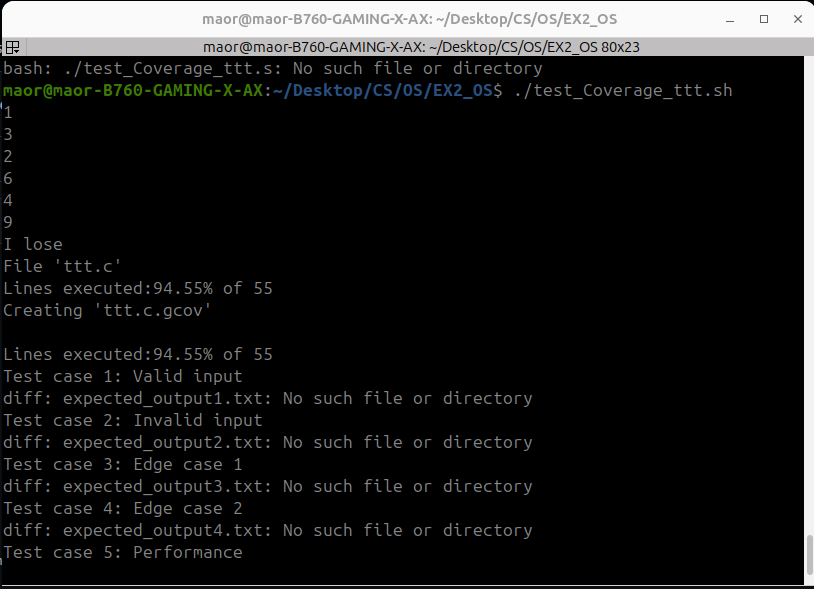 maor@maor-B760-GAMING-X-AX: ~/Desktop/CS/OS/EX2_OS
maor@maor-B760-GAMING-X-AX: ~/Desktop/CS/OS/EX2_OS 80x23
bash: ./test_Coverage_ttt.s: No such file or directory
maor@maor-B760-GAMING-X-AX:~/Desktop/CS/OS/EX2_OS$ ./test_Coverage_ttt.sh
1
3
2
6
4
9
I lose
File 'ttt.c'
Lines executed:94.55% of 55
Creating 'ttt.c.gcov'
Lines executed:94.55% of 55
Test case 1: Valid input
diff: expected_output1.txt: No such file or directory
Test case 2: Invalid input
diff: expected_output2.txt: No such file or directory
Test case 3: Edge case 1
diff: expected_output3.txt: No such file or directory
Test case 4: Edge case 2
diff: expected_output4.txt: No such file or directory
Test case 5: Performance